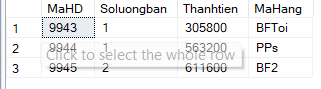 MaHD Soluongban Thanhtien MaHang
1 9943 1 305800 BFToi
2 9944 1 563200 PPs
Click to select the whole row
3 9945 2 611600 BF2